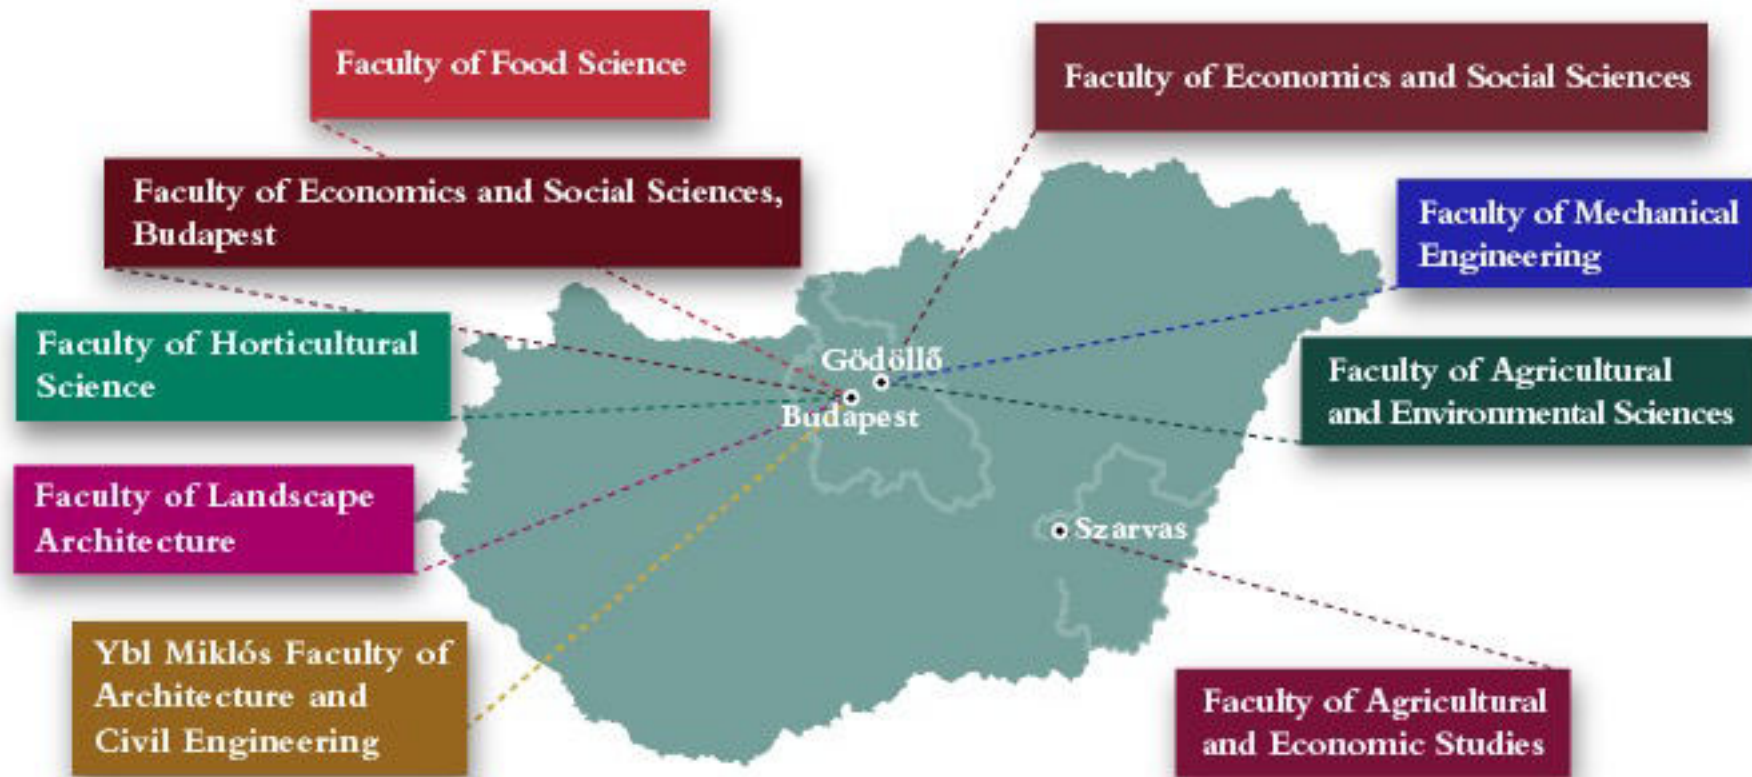 Faculty of Food Science
Faculty of Economics and Social Sciences
Faculty of Economics and Social Sciences,
Budapest
Faculty of Mechanical
Engineering
Faculty of Horticultural
Science
Gödöllő
Budapest
Faculty of Agricultural
and Environmental Sciences
Faculty of Landscape
Architecture
Szarvas
Ybl Miklós Faculty of
Architecture and
Civil Engineering
Faculty of Agricultural
and Economic Studies